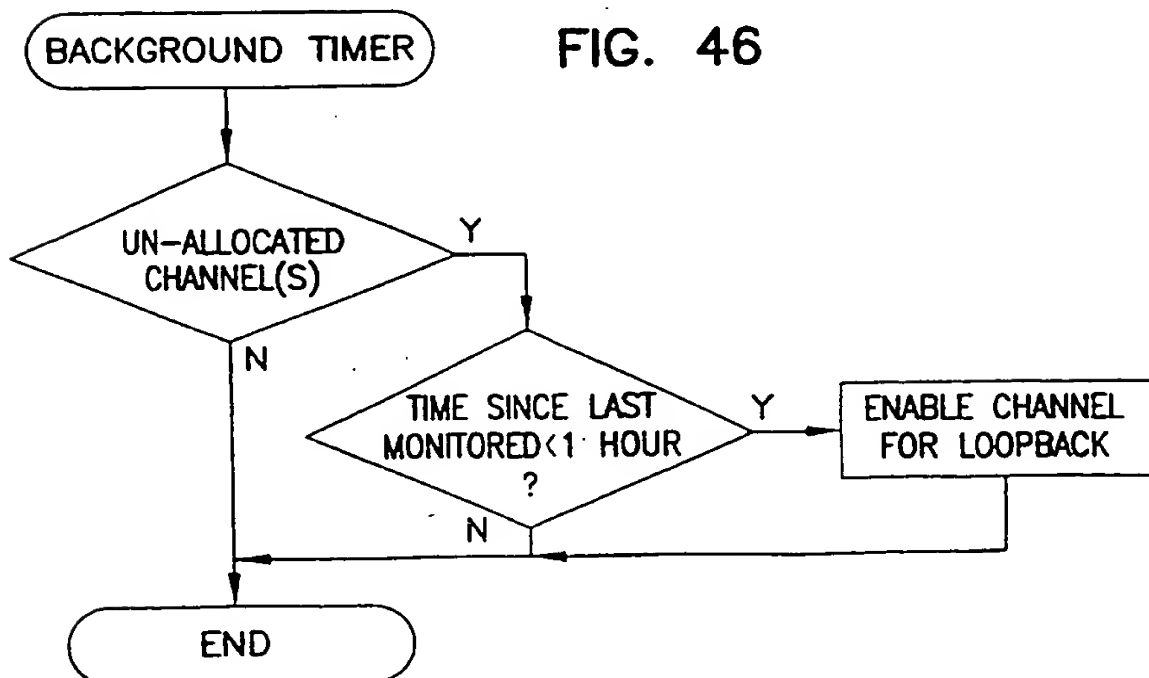 BACKGROUND TIMER
FIG. 46
UN-ALLOCATED
CHANNEL(S)
Y
N
TIME SINCE LAST
MONITORED<1 HOUR
?
Y
N
ENABLE CHANNEL
FOR LOOPBACK
END